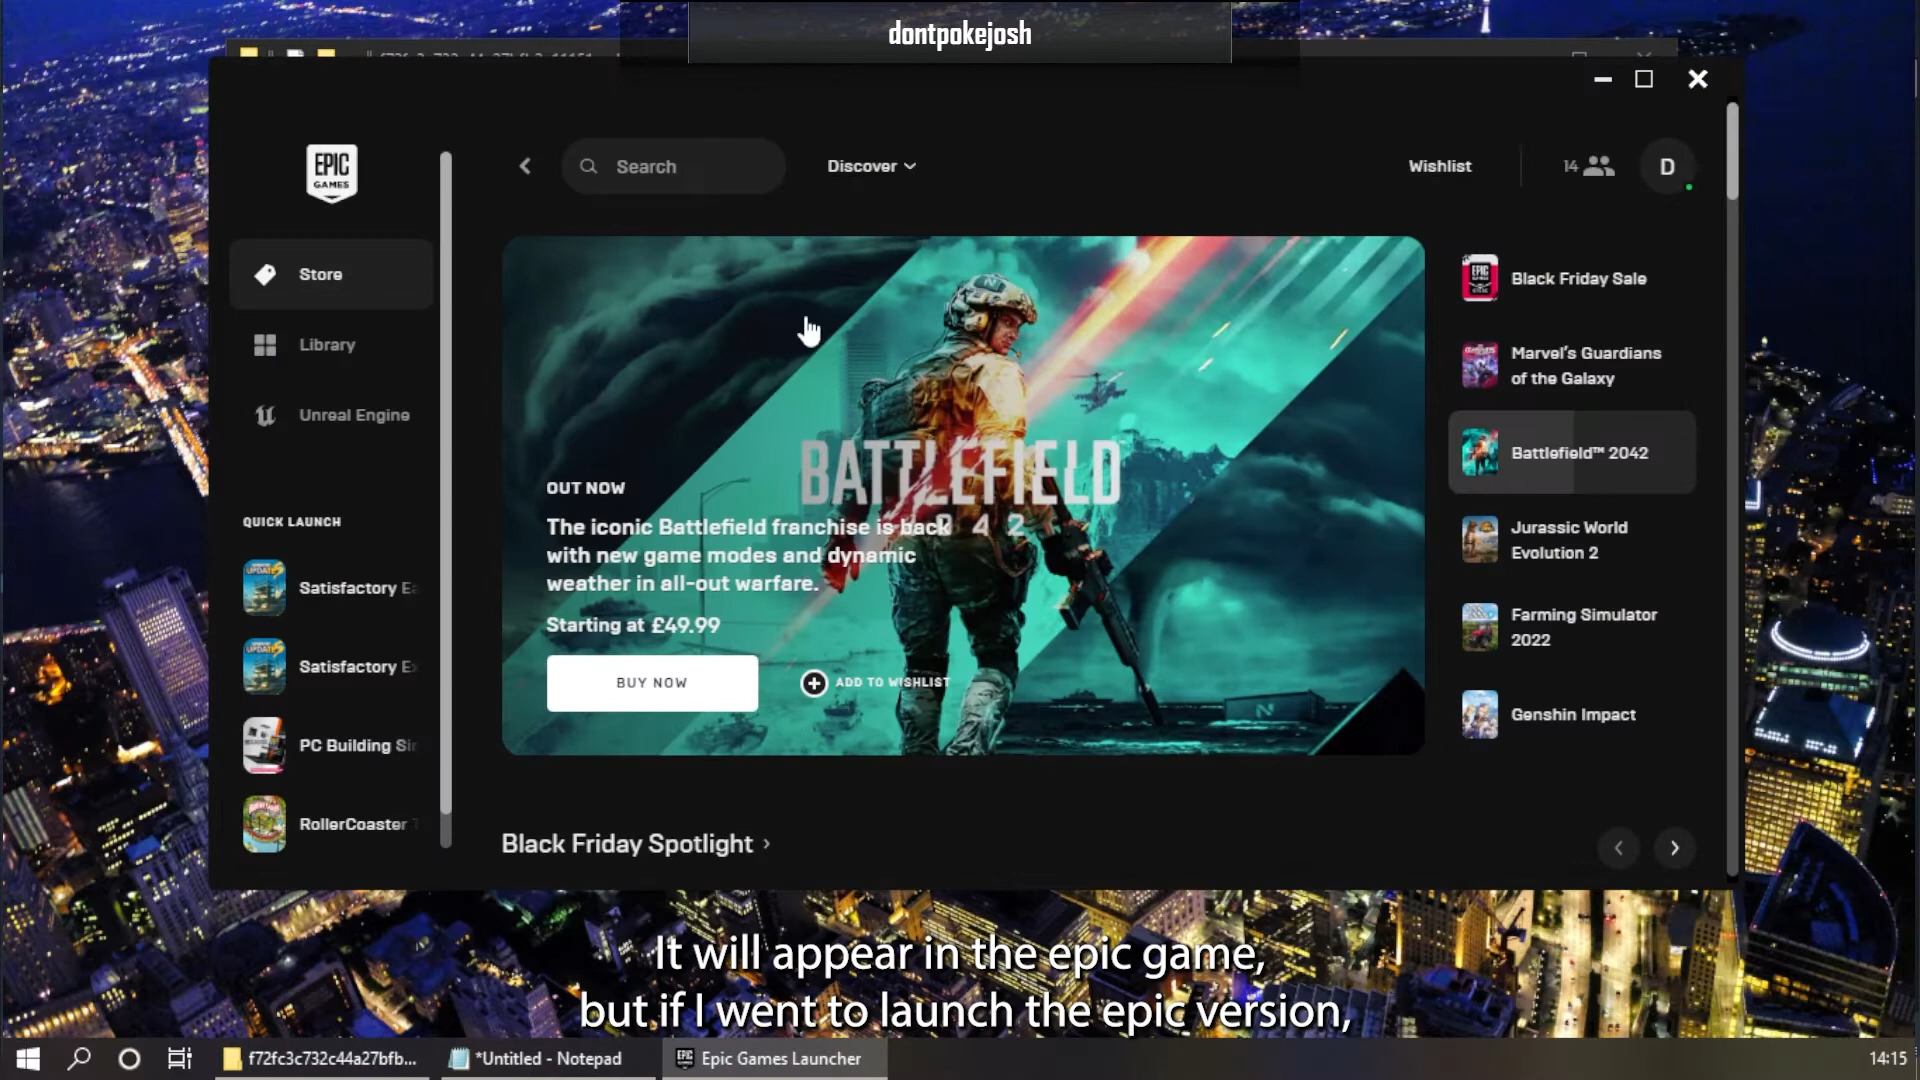 dontpokejosh
EPIC
GAMES
Search
Discover
Wishlist
14
D
Store
Library
Unreal Engine
QUICK LAUNCH
Satisfactory
Satisfactory
PC Building
RollerCoaster
BATTLEFIELD
OUT NOW
The iconic Battlefield franchise is back
with new game modes and dynamic
weather in all-out warfare.
Starting at £49.99
BUY NOW
ADD TO WISHLIST
Black Friday Sale
Marvel's Guardians
of the Galaxy
Battlefield™ 2042
Jurassic World
Evolution 2
Farming Simulator
2022
Genshin Impact
Black Friday Spotlight
It will appear in the epic game,
but if I went to launch the epic version,
f72fc3c732c44a27bfb...
*Untitled - Notepad
Epic Games Launcher
14:15